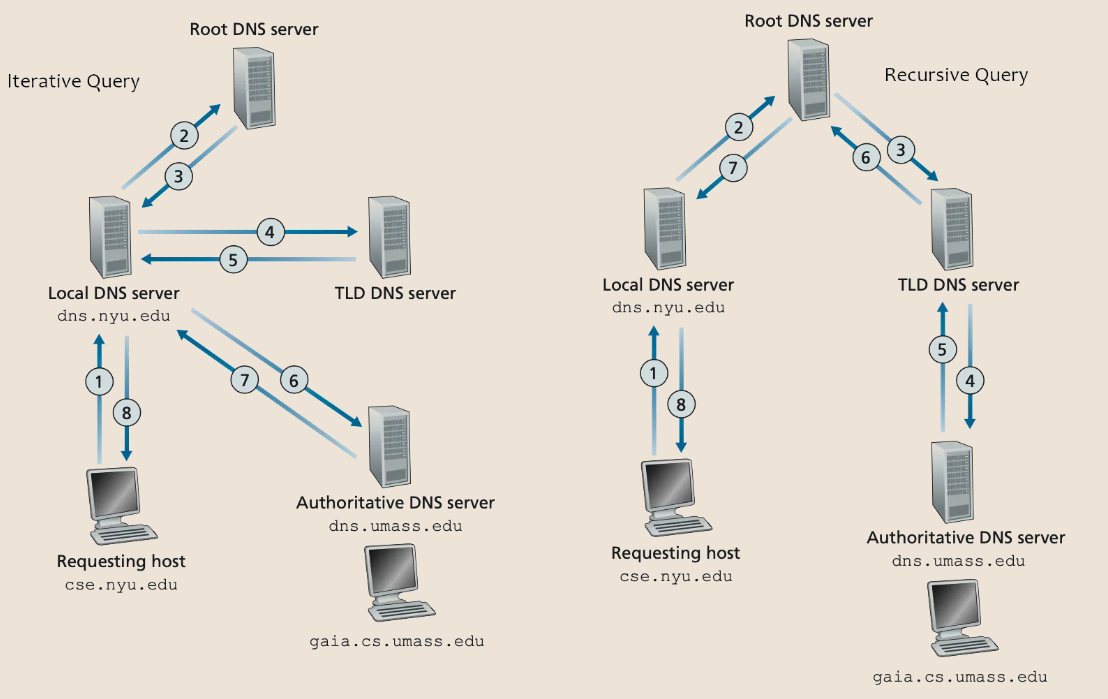 Root DNS server
Iterative Query
2
3
4
5
Local DNS server
dns.nyu.edu
TLD DNS server
1
8
7
6
Requesting host
cse.nyu.edu
Authoritative DNS server
dns.umass.edu
gaia.cs.umass.edu
Root DNS server
Recursive Query
2
7
3
6
Local DNS server
dns.nyu.edu
TLD DNS server
1
8
5
4
Requesting host
cse.nyu.edu
Authoritative DNS server
dns.umass.edu
gaia.cs.umass.edu